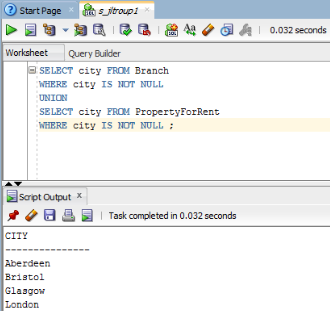 Start Page
s_jitroup1
0.032 seconds
Worksheet Query Builder
SELECT city FROM Branch
WHERE city IS NOT NULL
UNION
SELECT city FROM PropertyForRent
WHERE city IS NOT NULL ;
Script Output
Task completed in 0.032 seconds
CITY
---------------
Aberdeen
Bristol
Glasgow
London